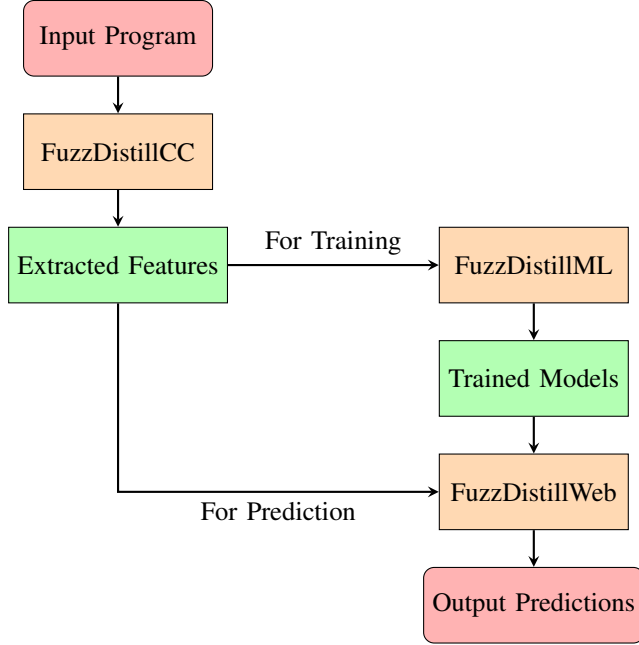 Input Program
FuzzDistillCC
Extracted Features
For Training
FuzzDistillML
Trained Models
For Prediction
FuzzDistillWeb
Output Predictions